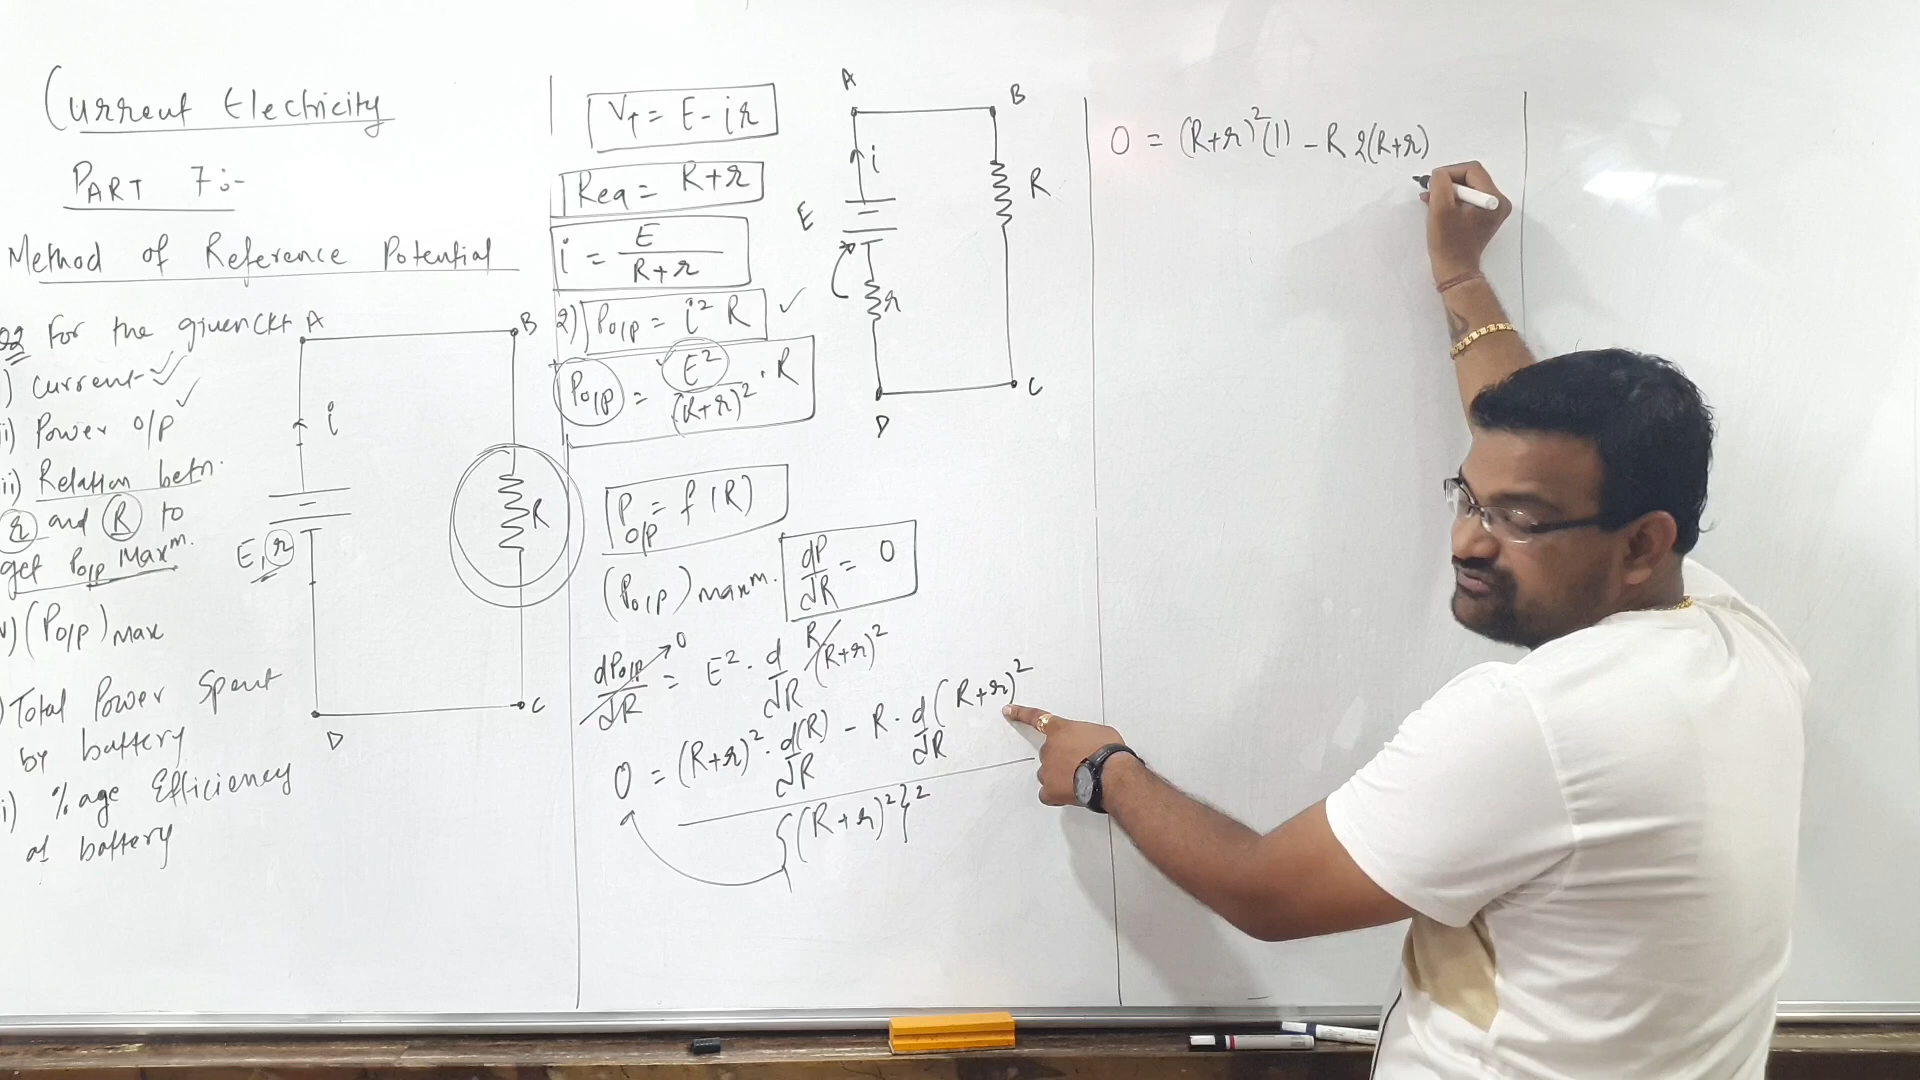 Current Electricity
PART 7:-
Method of Reference Potential
Q2 For the given ckt
i) current ✓
ii) Power o/p ✓
iii) Relation betn.
r and R to
get Po/p Maxm.
v) (Po/p) Max
) Total Power Spent
by battery
i) %age Efficiency
of battery
A
B
i
R
E, r
D
C
VT = E - ir
Req = R+r
i = E / (R+r)
2) Po/p = i² R ✓
Po/p = E² / (R+r)² . R
Po/p = f(R)
(Po/p) maxm. dP/dR = 0
dPo/p/dR → 0 = E² . d/dR R/(R+r)²
0 = (R+r)² . d(R)/dR - R . d/dR (R+r)²
{(R+r)²}²
A
B
i
E
R
r
D
C
0 = (R+r)²(1) - R 2(R+r)